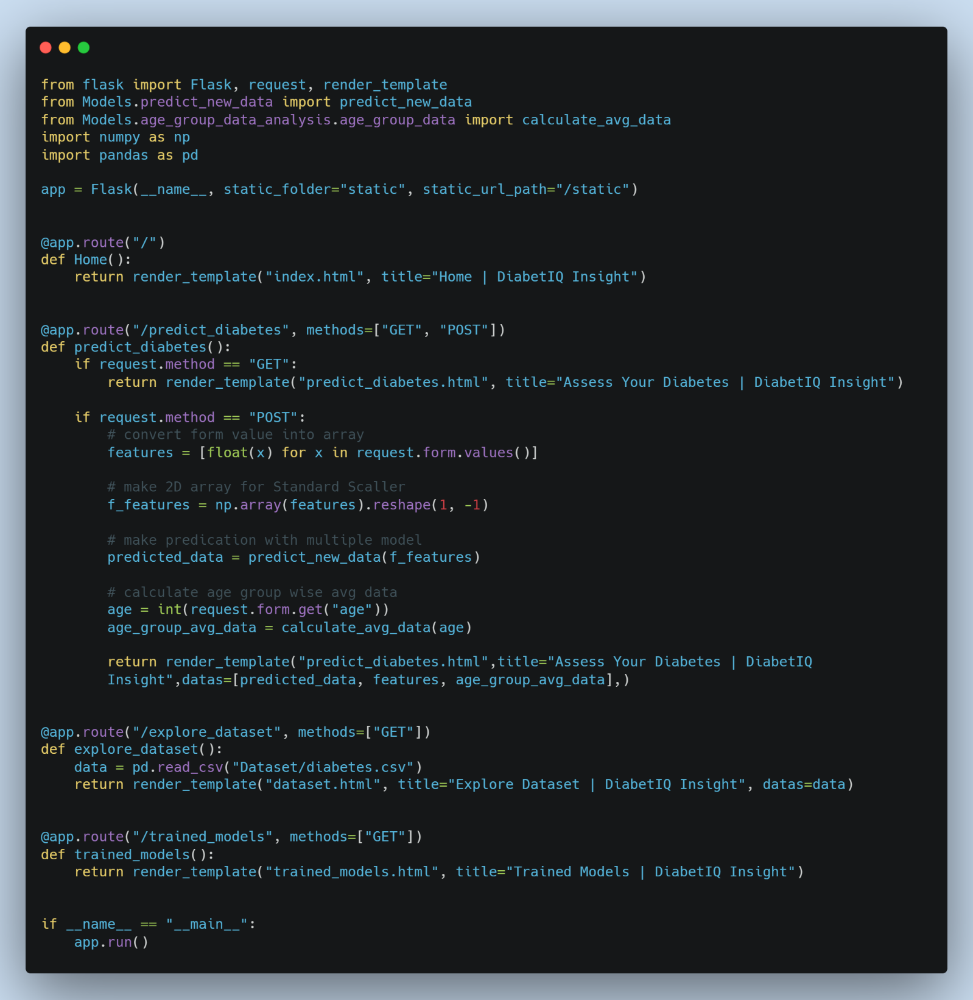 from flask import Flask, request, render_template
from Models.predict_new_data import predict_new_data
from Models.age_group_data_analysis.age_group_data import calculate_avg_data
import numpy as np
import pandas as pd

app = Flask(__name__, static_folder="static", static_url_path="/static")


@app.route("/")
def Home():
    return render_template("index.html", title="Home | DiabetIQ Insight")


@app.route("/predict_diabetes", methods=["GET", "POST"])
def predict_diabetes():
    if request.method == "GET":
        return render_template("predict_diabetes.html", title="Assess Your Diabetes | DiabetIQ Insight")

    if request.method == "POST":
        # convert form value into array
        features = [float(x) for x in request.form.values()]

        # make 2D array for Standard Scaller
        f_features = np.array(features).reshape(1, -1)

        # make predication with multiple model
        predicted_data = predict_new_data(f_features)

        # calculate age group wise avg data
        age = int(request.form.get("age"))
        age_group_avg_data = calculate_avg_data(age)

        return render_template("predict_diabetes.html",title="Assess Your Diabetes | DiabetIQ
        Insight",datas=[predicted_data, features, age_group_avg_data],)


@app.route("/explore_dataset", methods=["GET"])
def explore_dataset():
    data = pd.read_csv("Dataset/diabetes.csv")
    return render_template("dataset.html", title="Explore Dataset | DiabetIQ Insight", datas=data)


@app.route("/trained_models", methods=["GET"])
def trained_models():
    return render_template("trained_models.html", title="Trained Models | DiabetIQ Insight")


if __name__ == "__main__":
    app.run()